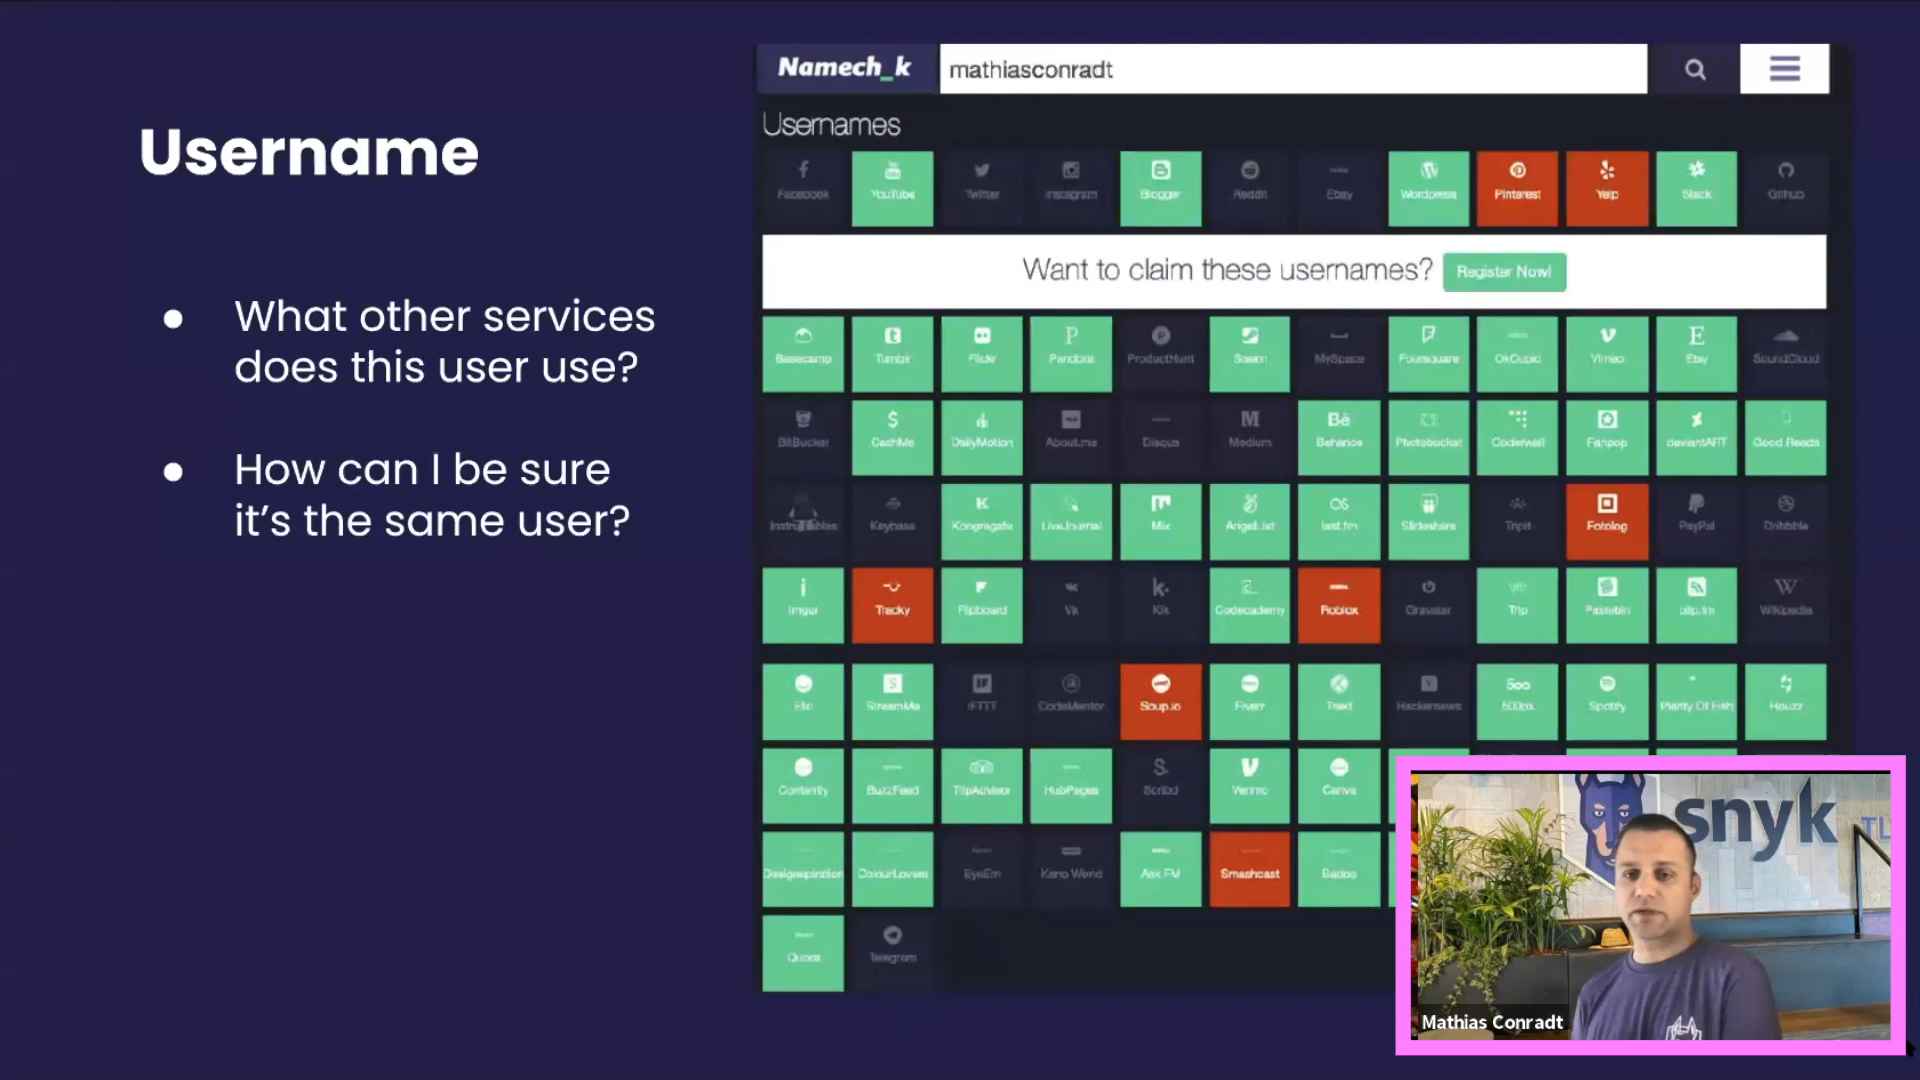 Namech_k
mathiasconradt
Username
Usernames
Facebook YouTube Twitter Instagram Blogger Reddit Ebay Wordpress Pinterest Yelp Slack Github
Want to claim these usernames? Register Now!
● What other services
does this user use?
● How can I be sure
it's the same user?
Basecamp Tumblr Flickr Pandora ProductHunt Steam MySpace Foursquare OkCupid Vimeo Etsy SoundCloud
BitBucket CashMe DailyMotion About.me Disqus Medium Behance Photobucket Coderwall Fanpop deviantART Good Reads
Instructables Keybase Kongregate LiveJournal Mix AngelList last.fm Slideshare TripIt Fotolog PayPal Dribbble
Imgur Tracky Flipboard Vk Kik Codecademy Roblox Gravatar Trip Pastebin blip.fm Wikipedia
Ello StreamMe IFTTT CodeMentor Soup.io Fiverr Trakt Hackernews 500px Spotify Plenty Of Fish Houzz
Contently BuzzFeed TripAdvisor HubPages Scribd Venmo Canva
Designspiration ColourLovers EyeEm Kano World Ask FM Smashcast Badoo
Quora Telegram
snyk
TL
Mathias Conradt